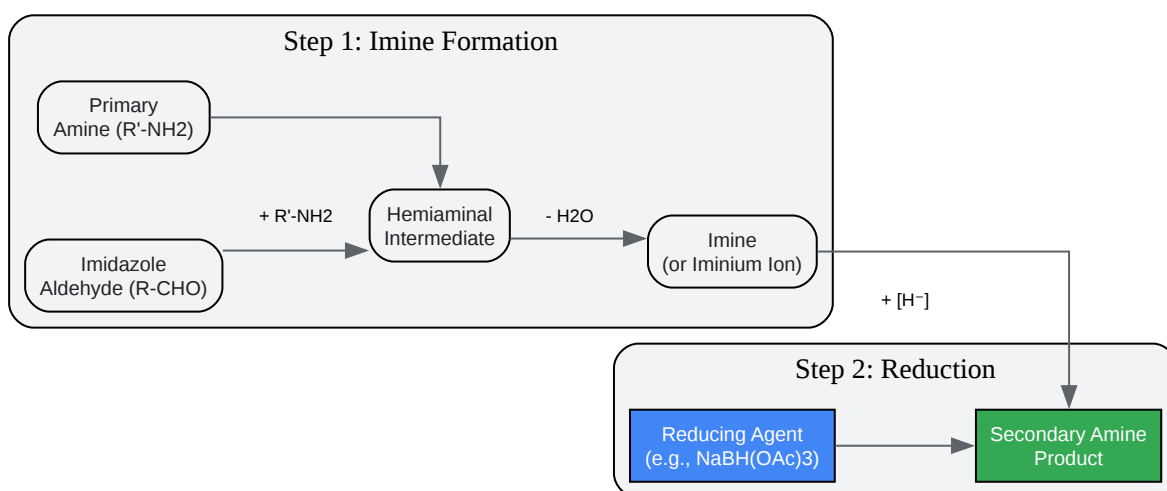 Step 1: Imine Formation
Primary
Amine (R'-NH2)
+ R'-NH2
Hemiaminal
Intermediate
- H2O
Imidazole
Aldehyde (R-CHO)
Imine
(or Iminium Ion)
+ [H⁻]
Step 2: Reduction
Reducing Agent
(e.g., NaBH(OAc)3)
Secondary Amine
Product